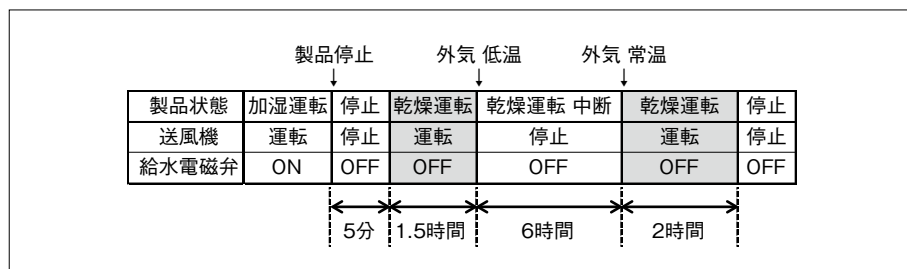 製品停止 外気 低温 外気 常温
製品状態 加湿運転 停止 乾燥運転 乾燥運転 中断 乾燥運転 停止
送風機 運転 停止 運転 停止 運転 停止
給水電磁弁 ON OFF OFF OFF OFF OFF
5分 1.5時間 6時間 2時間